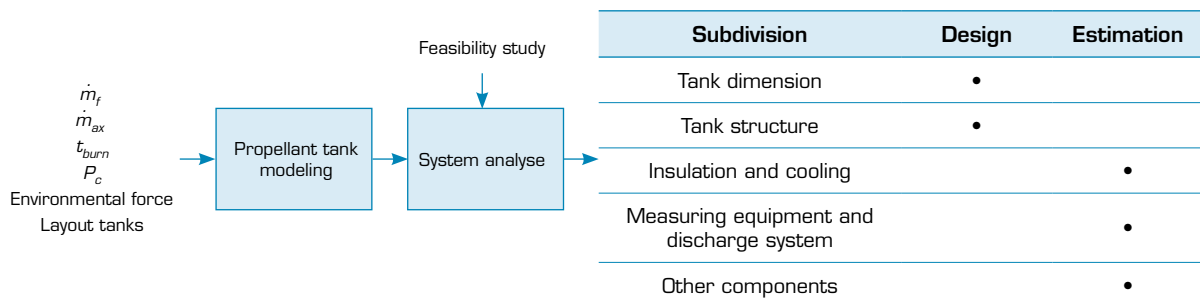 ṁf
ṁax
tburn
Pc
Environmental force
Layout tanks
Propellant tank
modeling
Feasibility study
System analyse
Subdivision Design Estimation
Tank dimension •
Tank structure •
Insulation and cooling •
Measuring equipment and
discharge system •
Other components •